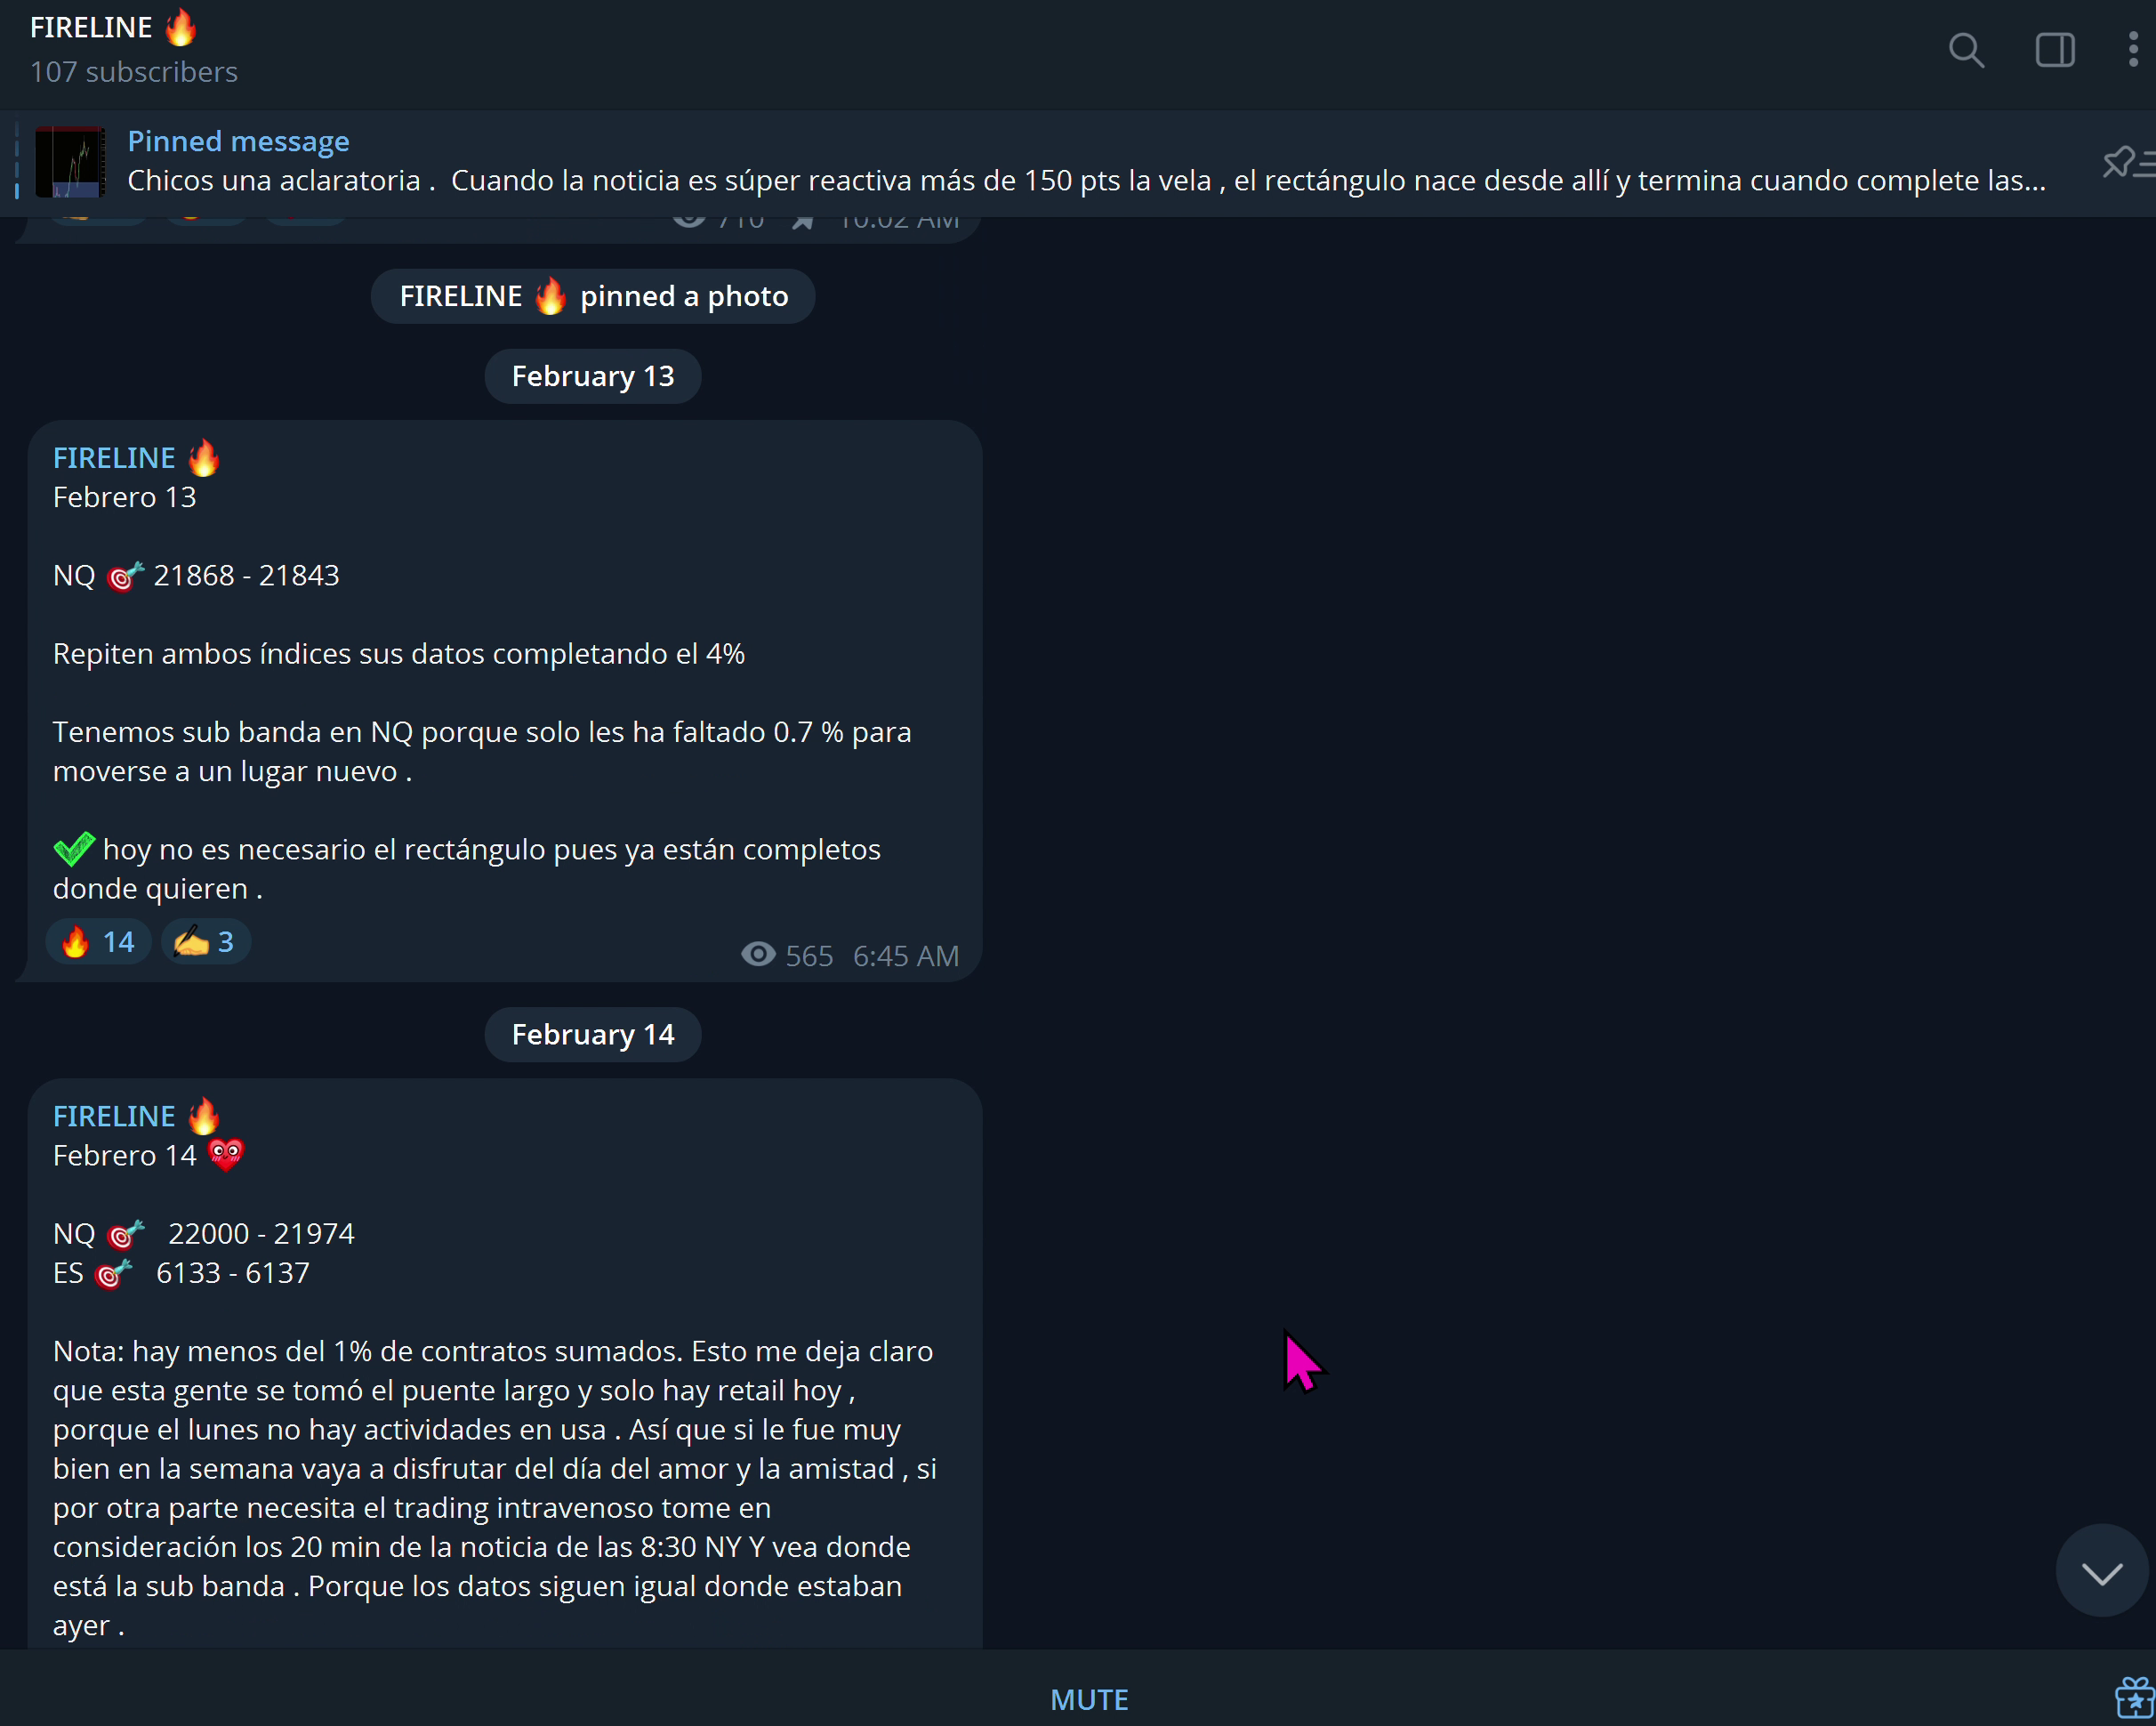 FIRELINE 🔥
107 subscribers
Pinned message
Chicos una aclaratoria .  Cuando la noticia es súper reactiva más de 150 pts la vela , el rectángulo nace desde allí y termina cuando complete las...
710 10:02 AM
FIRELINE 🔥 pinned a photo
February 13
FIRELINE 🔥
Febrero 13
NQ 🎯 21868 - 21843
Repiten ambos índices sus datos completando el 4%
Tenemos sub banda en NQ porque solo les ha faltado 0.7 % para
moverse a un lugar nuevo .
✅ hoy no es necesario el rectángulo pues ya están completos
donde quieren .
🔥 14 ✍️ 3
565 6:45 AM
February 14
FIRELINE 🔥
Febrero 14 💖
NQ 🎯 22000 - 21974
ES 🎯 6133 - 6137
Nota: hay menos del 1% de contratos sumados. Esto me deja claro
que esta gente se tomó el puente largo y solo hay retail hoy ,
porque el lunes no hay actividades en usa . Así que si le fue muy
bien en la semana vaya a disfrutar del día del amor y la amistad , si
por otra parte necesita el trading intravenoso tome en
consideración los 20 min de la noticia de las 8:30 NY Y vea donde
está la sub banda . Porque los datos siguen igual donde estaban
ayer .
MUTE